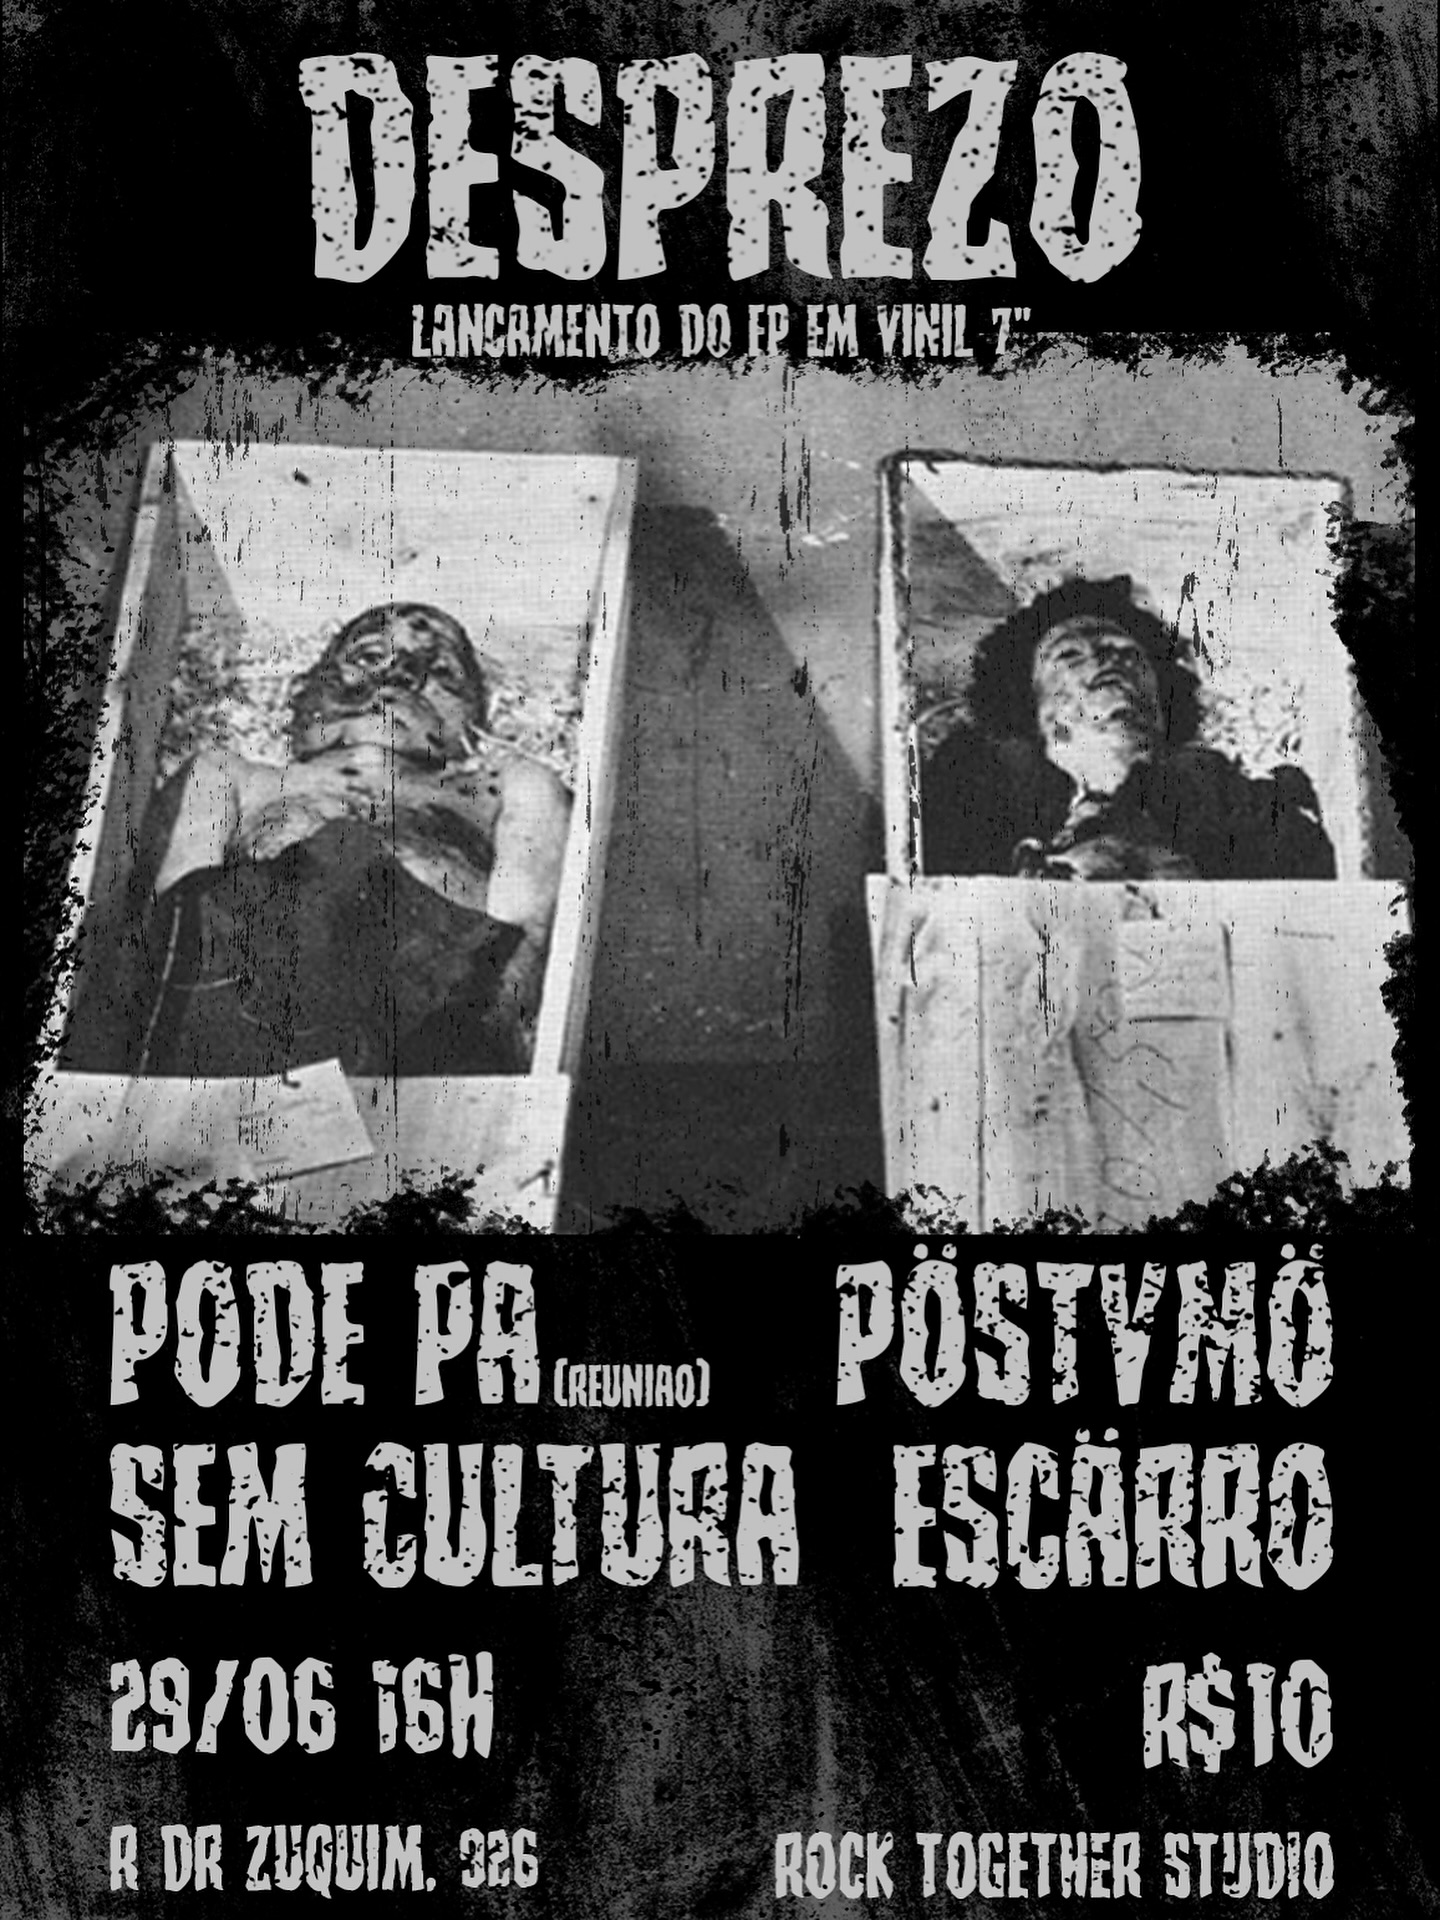 DESPREZO
LANCAMENTO DO EP EM VINIL 7"
PODE PA (REUNIAO) PÖSTVMÖ
SEM CULTURA ESCÄRRO
29/06 16H R$10
R DR ZUQUIM, 926 ROCK TOGETHER STUDIO